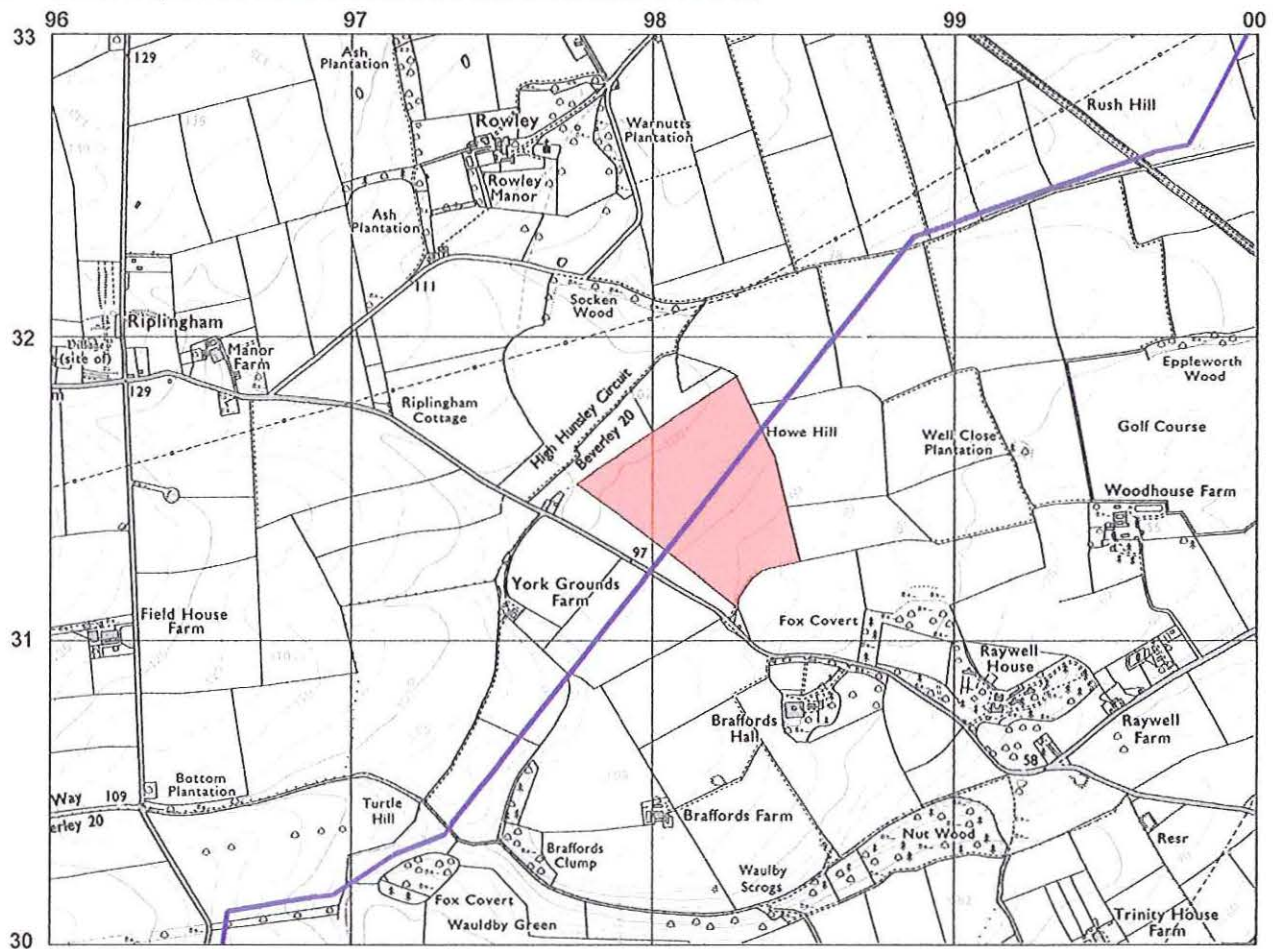 96 97 98 99 00
33
129
Ash
Plantation
Rowley
Warnutts
Plantation
Rush Hill
Rowley
Manor
Ash
Plantation
111
Socken
Wood
32
Riplingham
Village
(site of)
Manor
Farm
129
Riplingham
Cottage
High Hunsley Circuit
Beverley 20
Howe Hill
Well Close
Plantation
Eppleworth
Wood
Golf Course
Woodhouse Farm
97
York Grounds
Farm
Field House
Farm
Fox Covert
31
Raywell
House
Braffords
Hall
Raywell
Farm
58
Bottom
Plantation
Way 109
erley 20
Turtle
Hill
Braffords Farm
Nut Wood
Resr
Braffords
Clump
Waulby
Scrogs
Fox Covert
Wauldby Green
Trinity House
Farm
30